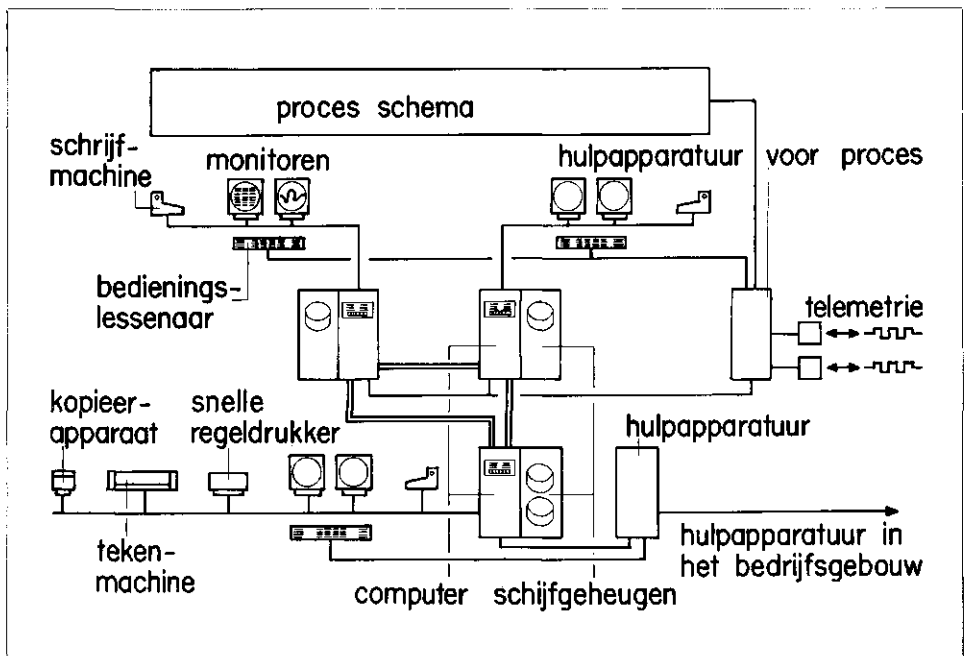 proces schema
schrijf-
machine
monitoren
hulpapparatuur voor proces
bedienings-
lessenaar
telemetrie
kopieer-
apparaat
snelle
regeldrukker
hulpapparatuur
teken-
machine
hulpapparatuur in
het bedrijfsgebouw
computer
schijfgeheugen